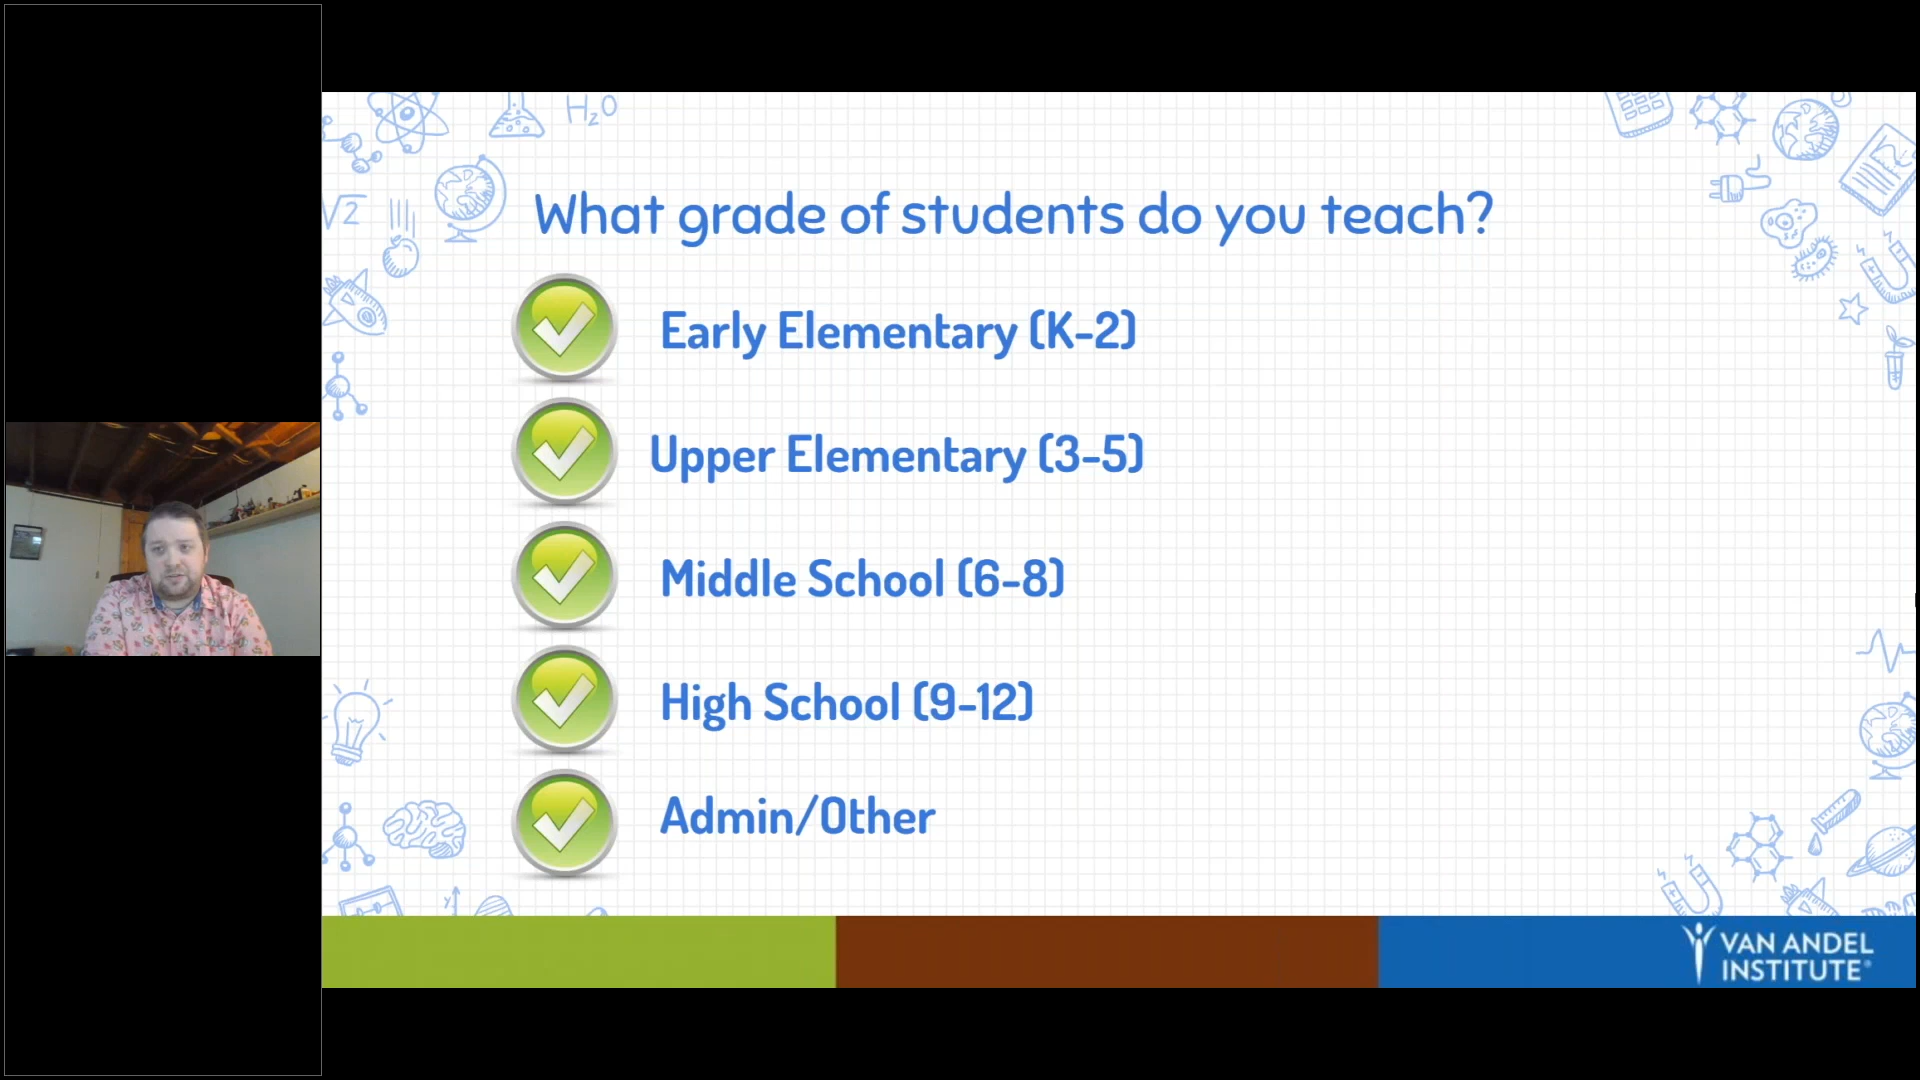 H₂O
√2
What grade of students do you teach?
Early Elementary (K-2)
Upper Elementary (3-5)
Middle School (6-8)
High School (9-12)
Admin/Other
y
VAN ANDEL
INSTITUTE®